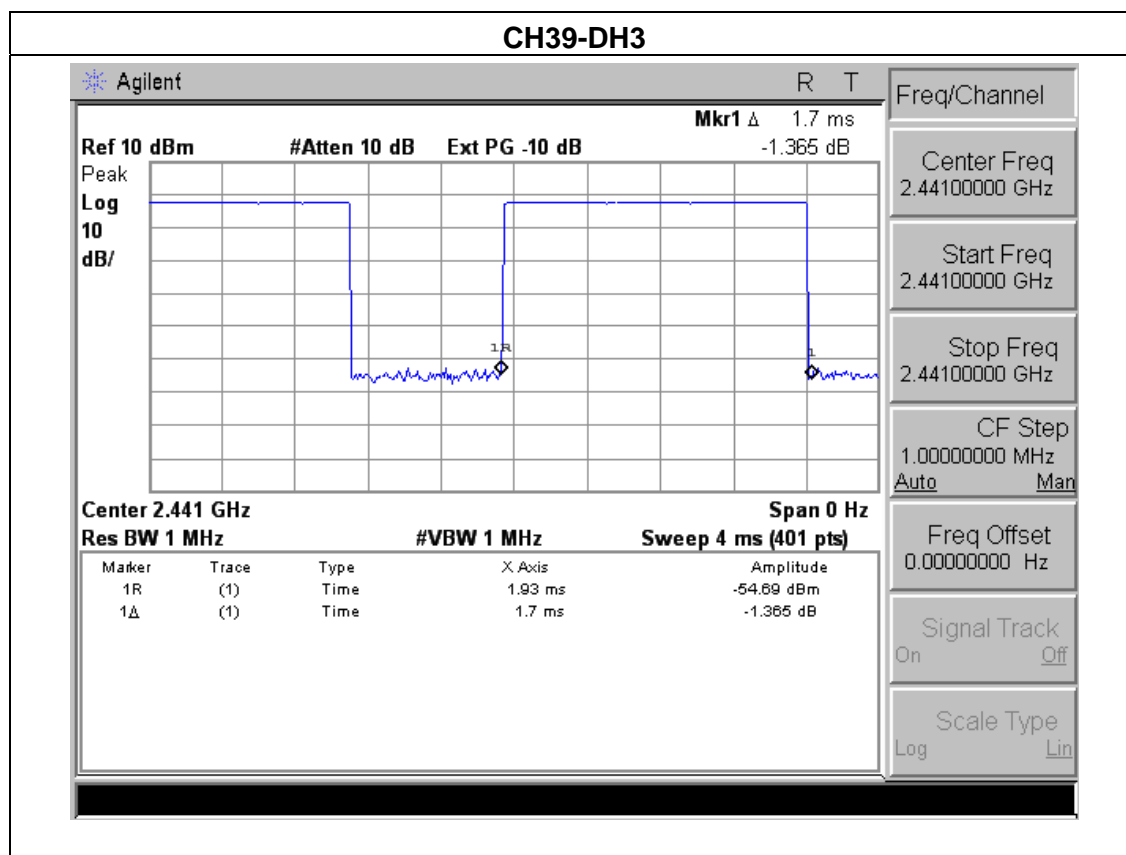 CH39-DH3
Agilent R T
Mkr1 Δ 1.7 ms
Ref 10 dBm #Atten 10 dB Ext PG -10 dB -1.365 dB
Peak
Log
10
dB/
1R
1
Center 2.441 GHz Span 0 Hz
Res BW 1 MHz #VBW 1 MHz Sweep 4 ms (401 pts)
Marker Trace Type X Axis Amplitude
1R (1) Time 1.93 ms -54.69 dBm
1Δ (1) Time 1.7 ms -1.365 dB
Freq/Channel
Center Freq
2.44100000 GHz
Start Freq
2.44100000 GHz
Stop Freq
2.44100000 GHz
CF Step
1.00000000 MHz
Auto Man
Freq Offset
0.00000000 Hz
Signal Track
On Off
Scale Type
Log Lin